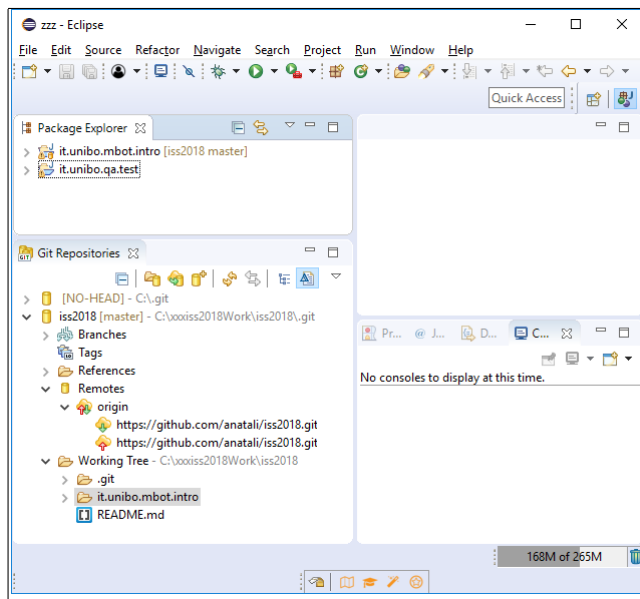 zzz - Eclipse
File Edit Source Refactor Navigate Search Project Run Window Help
Quick Access
Package Explorer
it.unibo.mbot.intro [iss2018 master]
it.unibo.qa.test
Git Repositories
[NO-HEAD] - C:\.git
iss2018 [master] - C:\xxxiss2018Work\iss2018\.git
Branches
Tags
References
Remotes
origin
https://github.com/anatali/iss2018.git
https://github.com/anatali/iss2018.git
Working Tree - C:\xxxiss2018Work\iss2018
.git
it.unibo.mbot.intro
README.md
Pr... @ J... D... C...
No consoles to display at this time.
168M of 265M